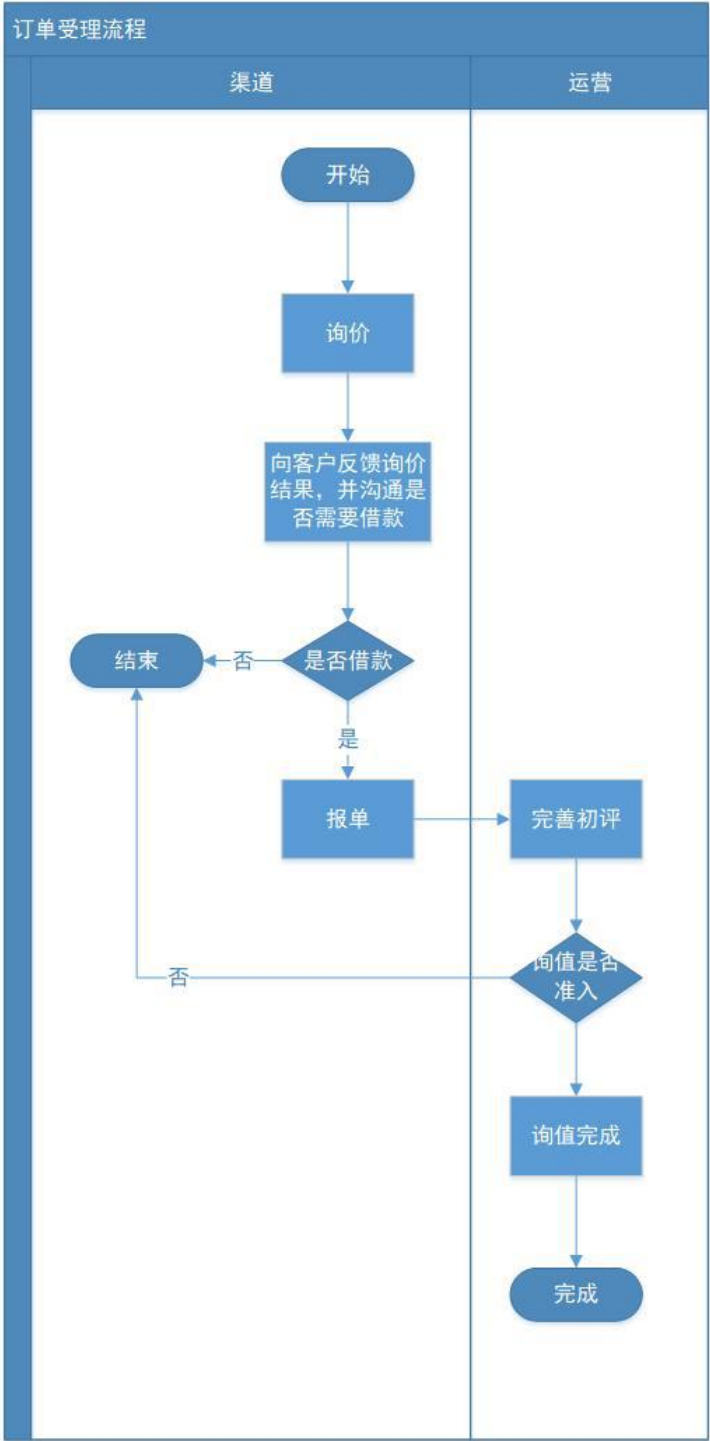 订单受理流程
渠道
运营
开始
询价
向客户反馈询价
结果，并沟通是
否需要借款
是否借款
否
结束
是
报单
完善初评
询值是否
准入
否
询值完成
完成